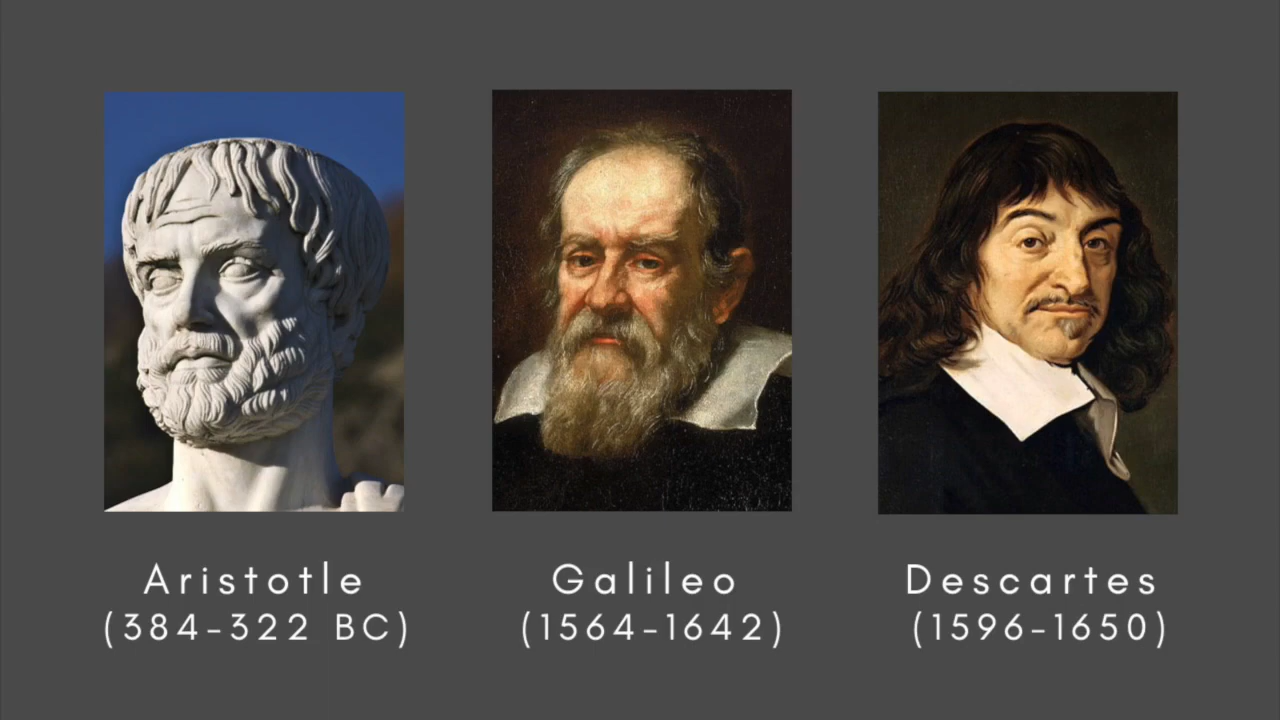 Aristotle
(384-322 BC)
Galileo
(1564-1642)
Descartes
(1596-1650)